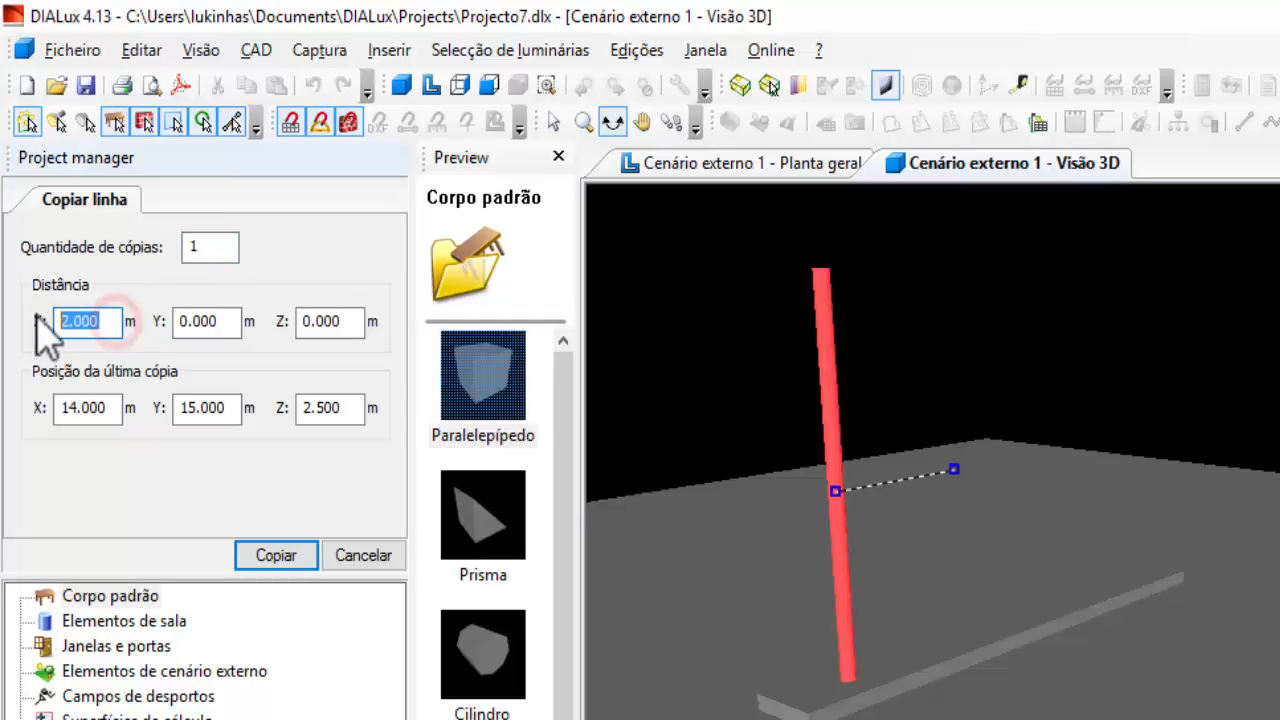 DIALux 4.13 - C:\Users\lukinhas\Documents\DIALux\Projects\Projecto7.dlx - [Cenário externo 1 - Visão 3D]
Ficheiro Editar Visão CAD Captura Inserir Selecção de luminárias Edições Janela Online ?
Project manager
Preview
Cenário externo 1 - Planta geral
Cenário externo 1 - Visão 3D
Copiar linha
Corpo padrão
Quantidade de cópias: 1
Distância
2.000 m Y: 0.000 m Z: 0.000 m
Posição da última cópia
X: 14.000 m Y: 15.000 m Z: 2.500 m
Paralelepípedo
Copiar Cancelar
Prisma
Corpo padrão
Elementos de sala
Janelas e portas
Elementos de cenário externo
Campos de desportos
Superfícies de cálculo
Cilindro